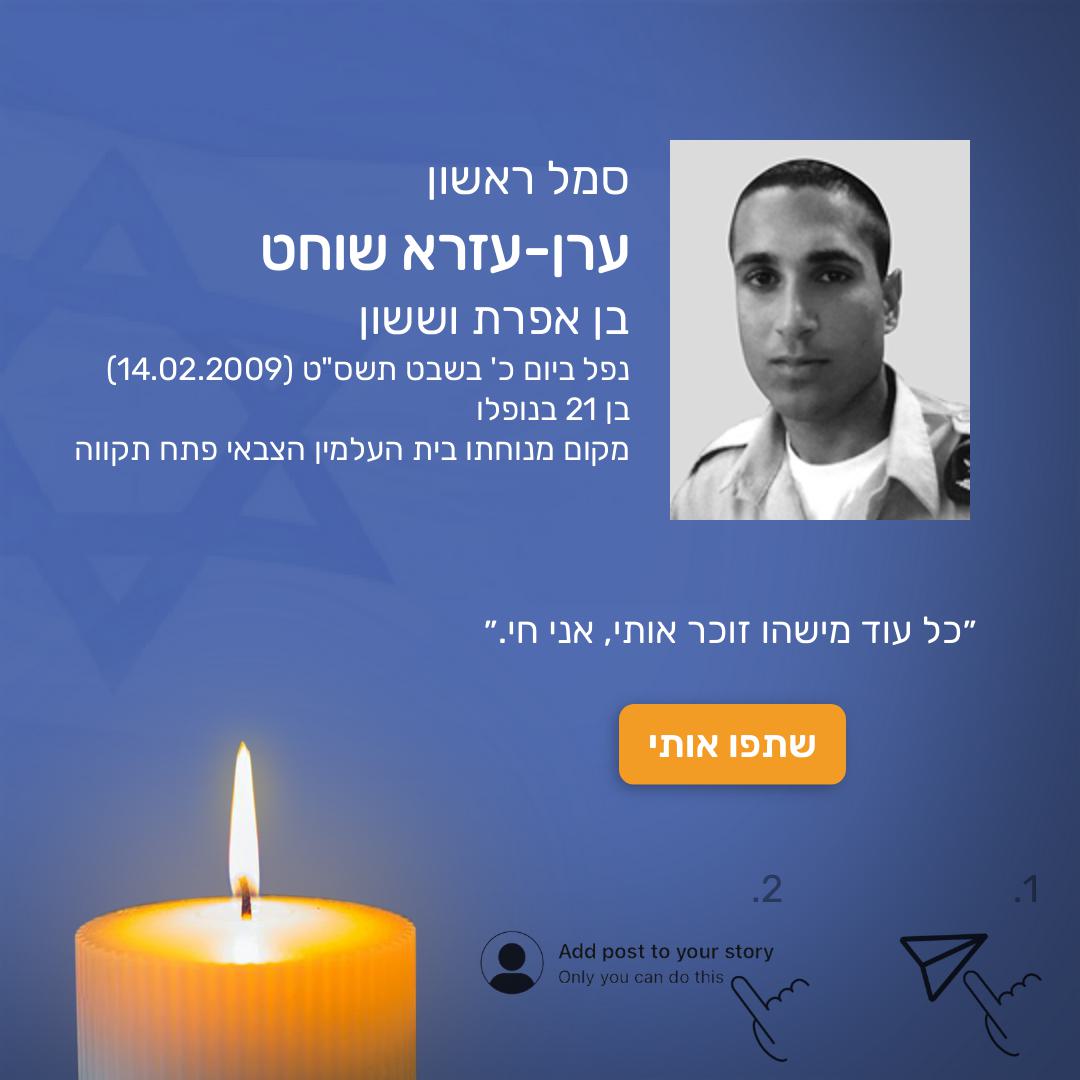 סמל ראשון
ערן-עזרא שוחט
בן אפרת וששון
נפל ביום כ' בשבט תשס"ט (14.02.2009)
בן 21 בנופלו
מקום מנוחתו בית העלמין הצבאי פתח תקווה
״כל עוד מישהו זוכר אותי, אני חי.״
שתפו אותי
1.
2.
Add post to your story
Only you can do this